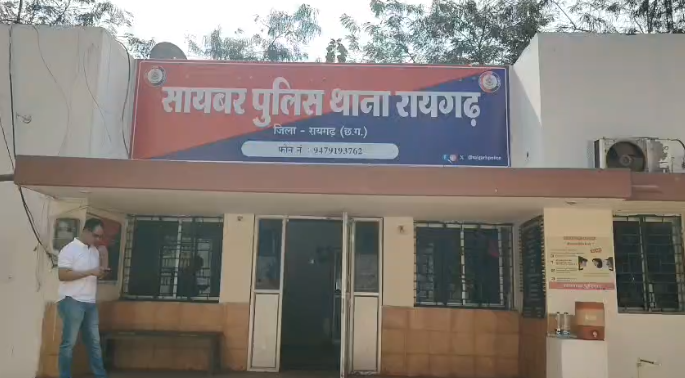 सायबर पुलिस थाना रायगढ़
जिला - रायगढ़ (छ.ग.)
फोन नं. - 9479193762